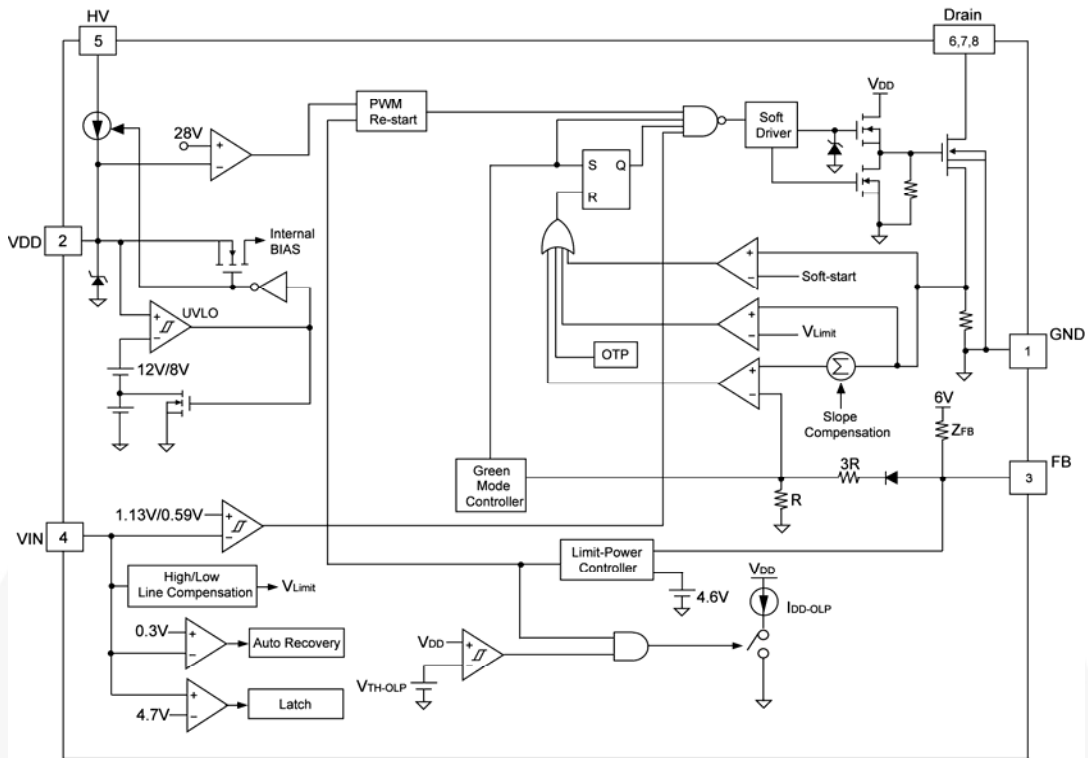 HV
5
Drain
6,7,8
VDD
PWM
Re-start
Soft
Driver
28V
+
−
S
Q
R
VDD
2
Internal
BIAS
+
−
Soft-start
UVLO
+
−
+
−
VLimit
GND
1
OTP
12V/8V
+
−
Σ
Slope
Compensation
6V
ZFB
FB
3
Green
Mode
Controller
3R
R
1.13V/0.59V
+
−
VIN
4
Limit-Power
Controller
VDD
High/Low
Line Compensation
VLimit
4.6V
IDD-OLP
0.3V
+
−
Auto Recovery
VDD
+
−
VTH-OLP
+
−
4.7V
Latch